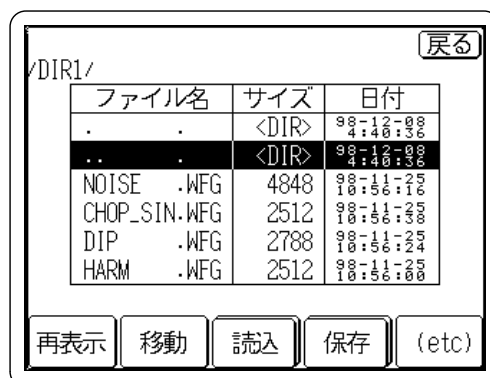 戻る
/DIR1/
ファイル名 サイズ 日付
. . <DIR> 98-12-08 4:40:36
.. . <DIR> 98-12-08 4:40:36
NOISE .WFG 4848 98-11-25 10:56:16
CHOP_SIN.WFG 2512 98-11-25 10:56:38
DIP .WFG 2788 98-11-25 10:56:24
HARM .WFG 2512 98-11-25 10:56:00
再表示 移動 読込 保存 (etc)